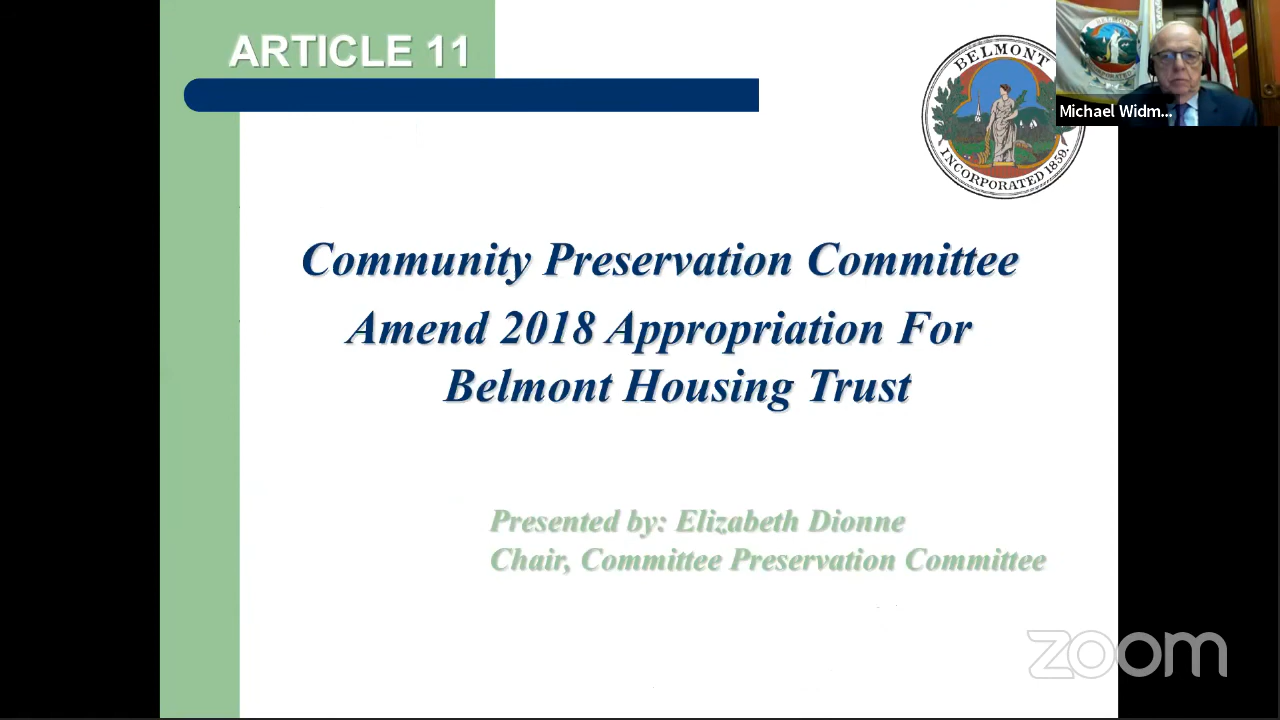 ARTICLE 11
BELMONT
INCORPORATED 1859.
Michael Widm...
Community Preservation Committee
Amend 2018 Appropriation For
Belmont Housing Trust
Presented by: Elizabeth Dionne
Chair, Committee Preservation Committee
zoom